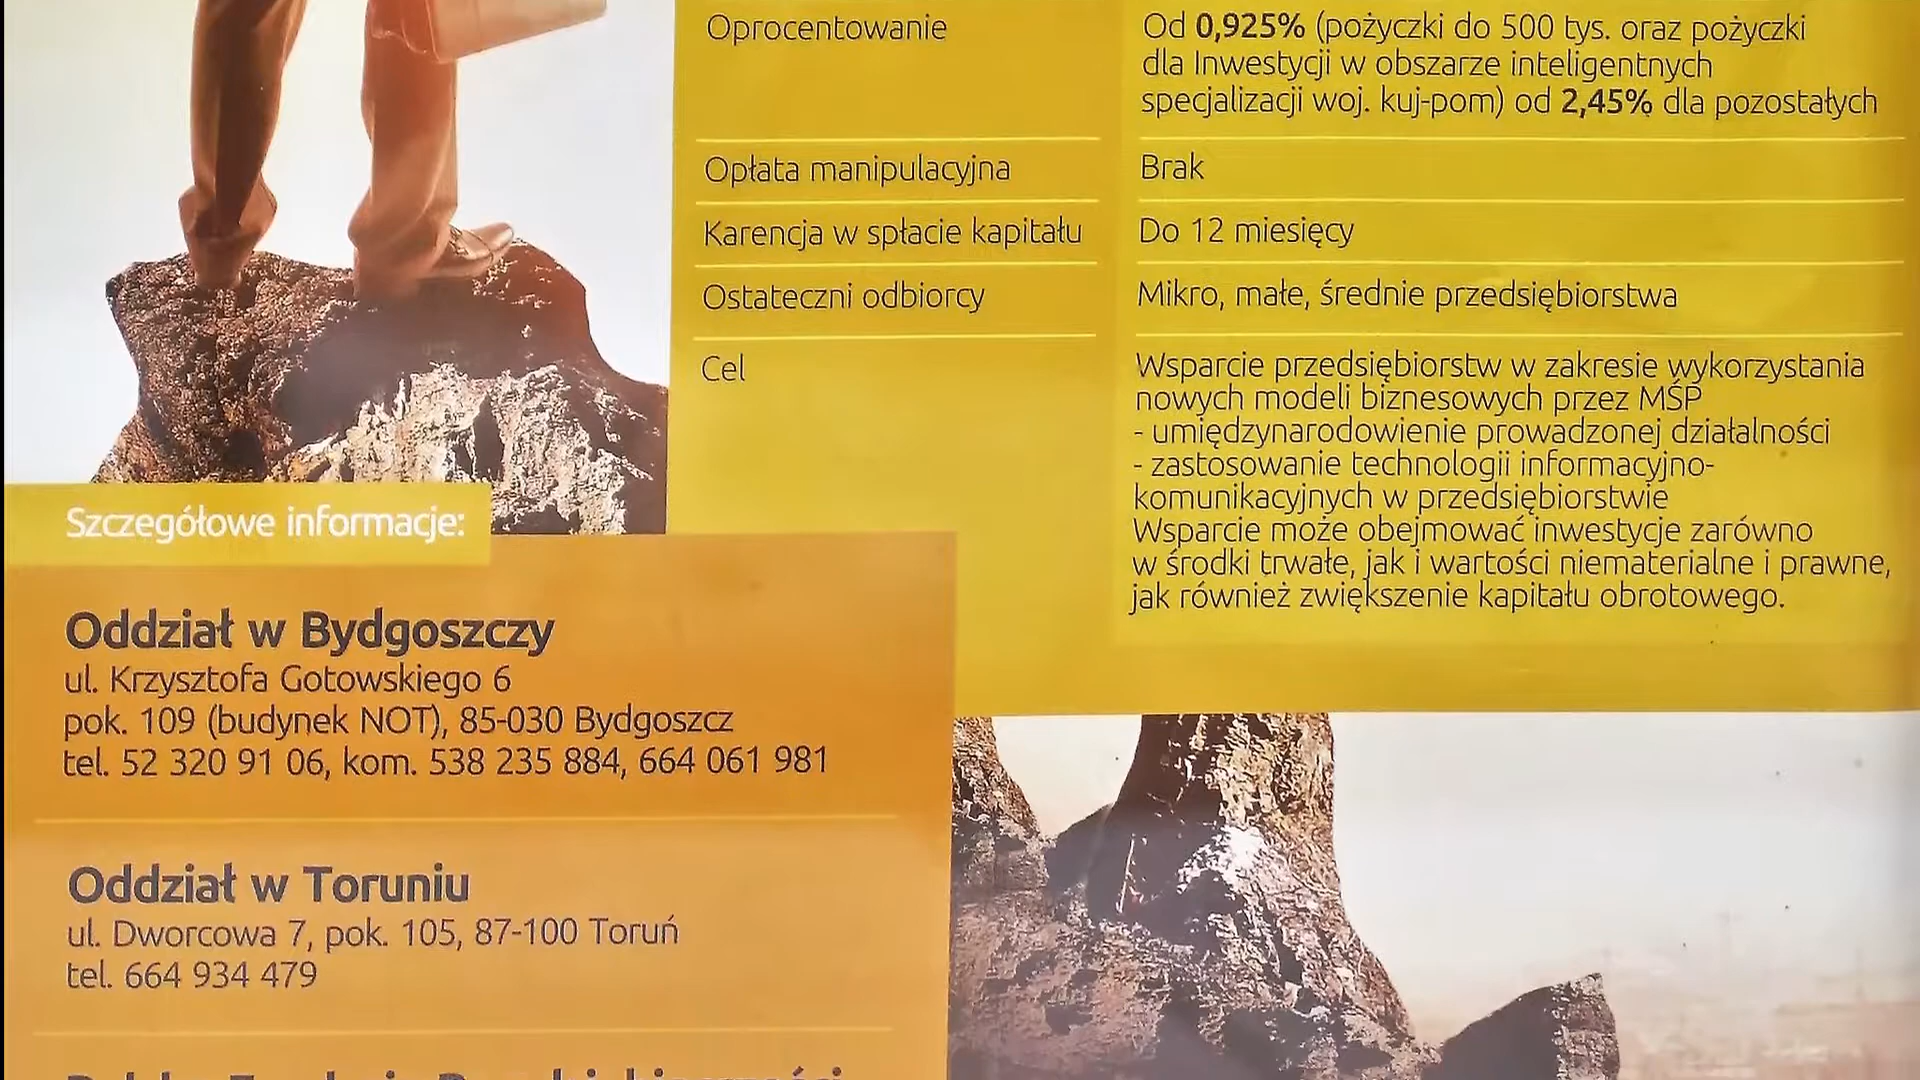 Oprocentowanie
Od 0,925% (pożyczki do 500 tys. oraz pożyczki
dla Inwestycji w obszarze inteligentnych
specjalizacji woj. kuj-pom) od 2,45% dla pozostałych
Opłata manipulacyjna
Brak
Karencja w spłacie kapitału
Do 12 miesięcy
Ostateczni odbiorcy
Mikro, małe, średnie przedsiębiorstwa
Cel
Wsparcie przedsiębiorstw w zakresie wykorzystania
nowych modeli biznesowych przez MŚP
- umiędzynarodowienie prowadzonej działalności
- zastosowanie technologii informacyjno-
komunikacyjnych w przedsiębiorstwie
Wsparcie może obejmować inwestycje zarówno
w środki trwałe, jak i wartości niematerialne i prawne,
jak również zwiększenie kapitału obrotowego.
Szczegółowe informacje:
Oddział w Bydgoszczy
ul. Krzysztofa Gotowskiego 6
pok. 109 (budynek NOT), 85-030 Bydgoszcz
tel. 52 320 91 06, kom. 538 235 884, 664 061 981
Oddział w Toruniu
ul. Dworcowa 7, pok. 105, 87-100 Toruń
tel. 664 934 479